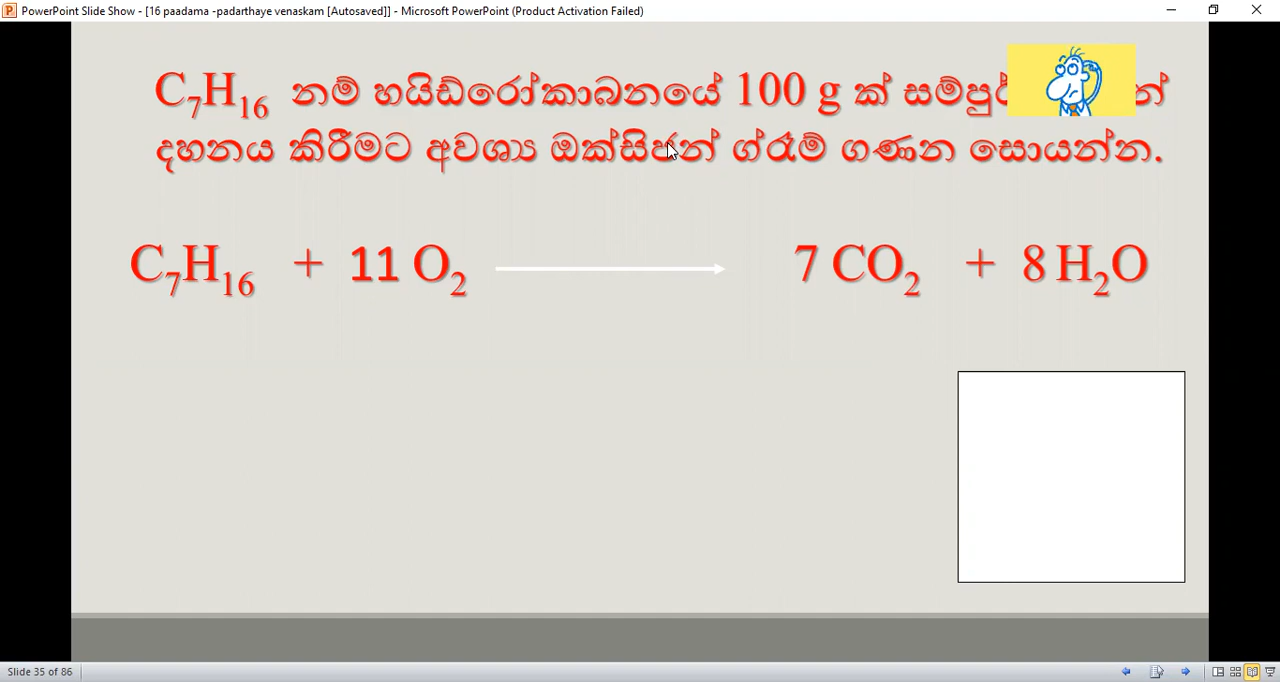 PowerPoint Slide Show - [16 paadama -padarthaye venaskam [Autosaved]] - Microsoft PowerPoint (Product Activation Failed)
C₇H₁₆ නම් හයිඩ්රෝකාබනයේ 100 g ක්
දහනය කිරීමට අවශ්‍ය ඔක්සිජන් ග්රෑම් ගණන සොයන්න.
C₇H₁₆ + 11 O₂ → 7 CO₂ + 8 H₂O
Slide 35 of 86